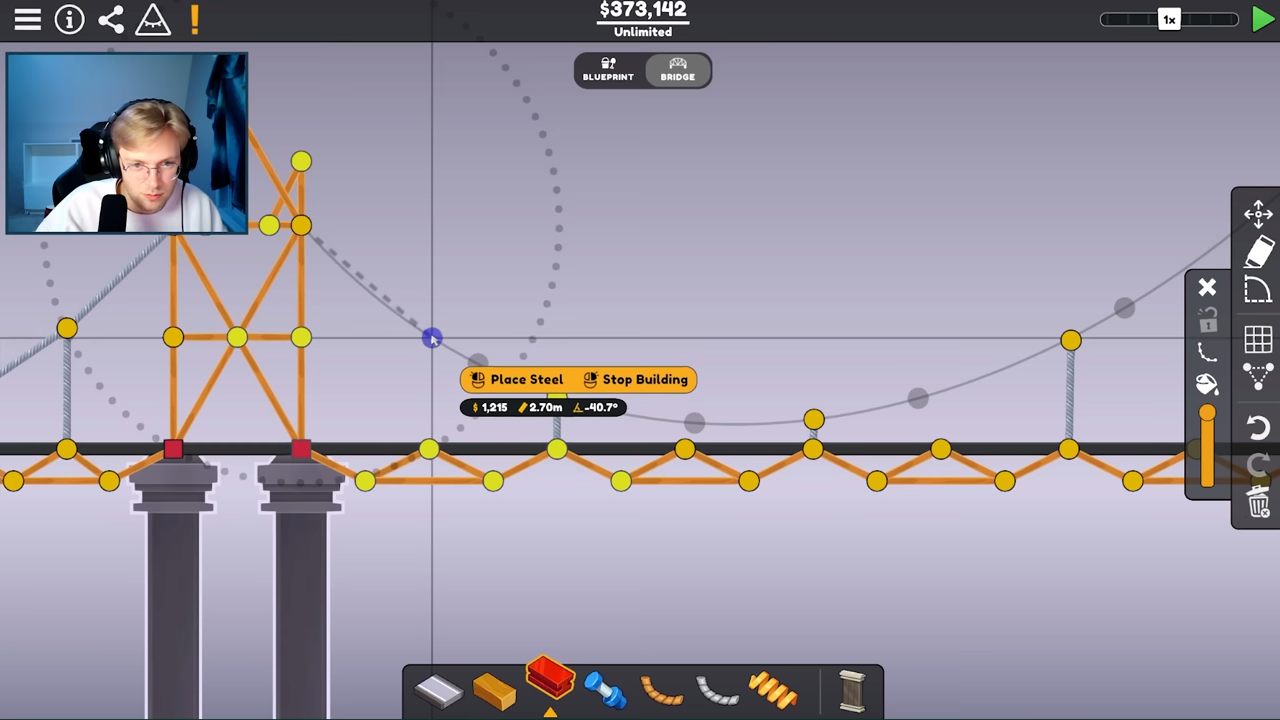 $373,142
Unlimited
1x
BLUEPRINT
BRIDGE
Place Steel
Stop Building
$ 1,215
2.70m
-40.7°